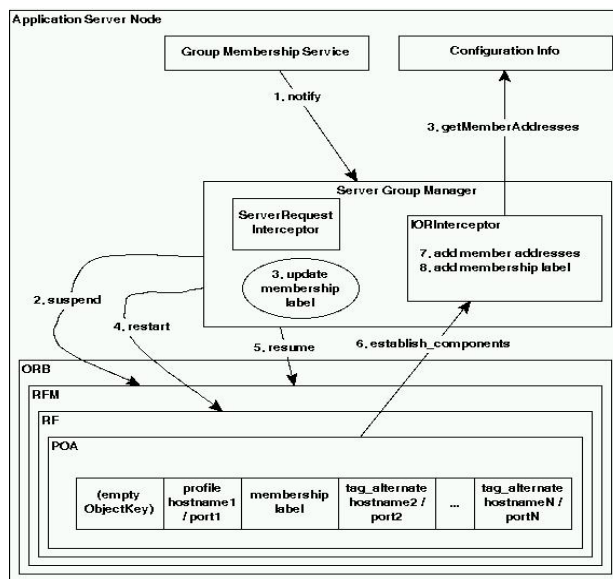 Application Server Node
Group Membership Service
Configuration Info
1. notify
3. getMemberAddresses
Server Group Manager
ServerRequest
Interceptor
IORInterceptor
7. add member addresses
8. add membership label
3. update
membership
label
2. suspend
4. restart
5. resume
6. establish_components
ORB
RFM
RF
POA
(empty
ObjectKey)
profile
hostname1
/ port1
membership
label
tag_alternate
hostname2 /
port2
...
tag_alternate
hostnameN /
portN